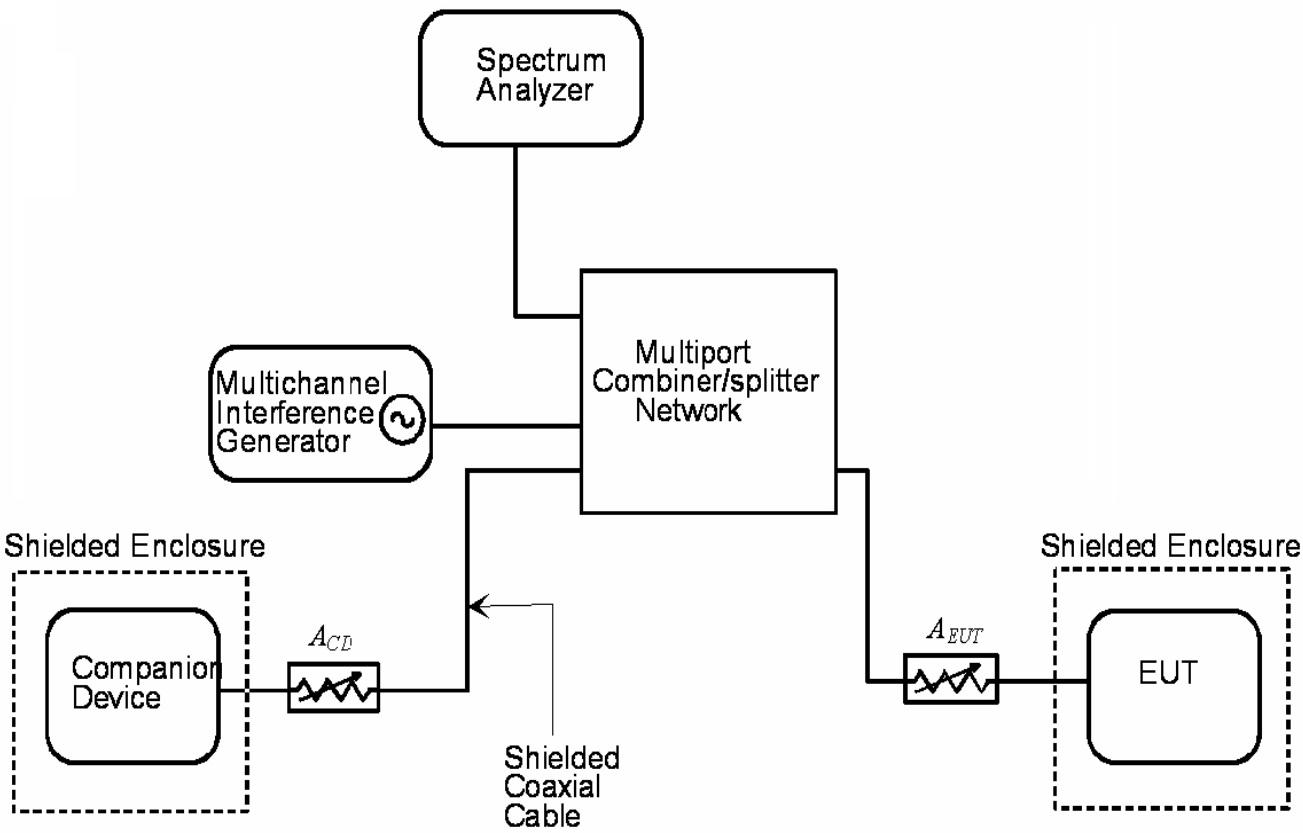 Spectrum
Analyzer
Multiport
Combiner/splitter
Network
Multichannel
Interference
Generator
Shielded Enclosure
Shielded Enclosure
A_CD
A_EUT
Companion
Device
EUT
Shielded
Coaxial
Cable